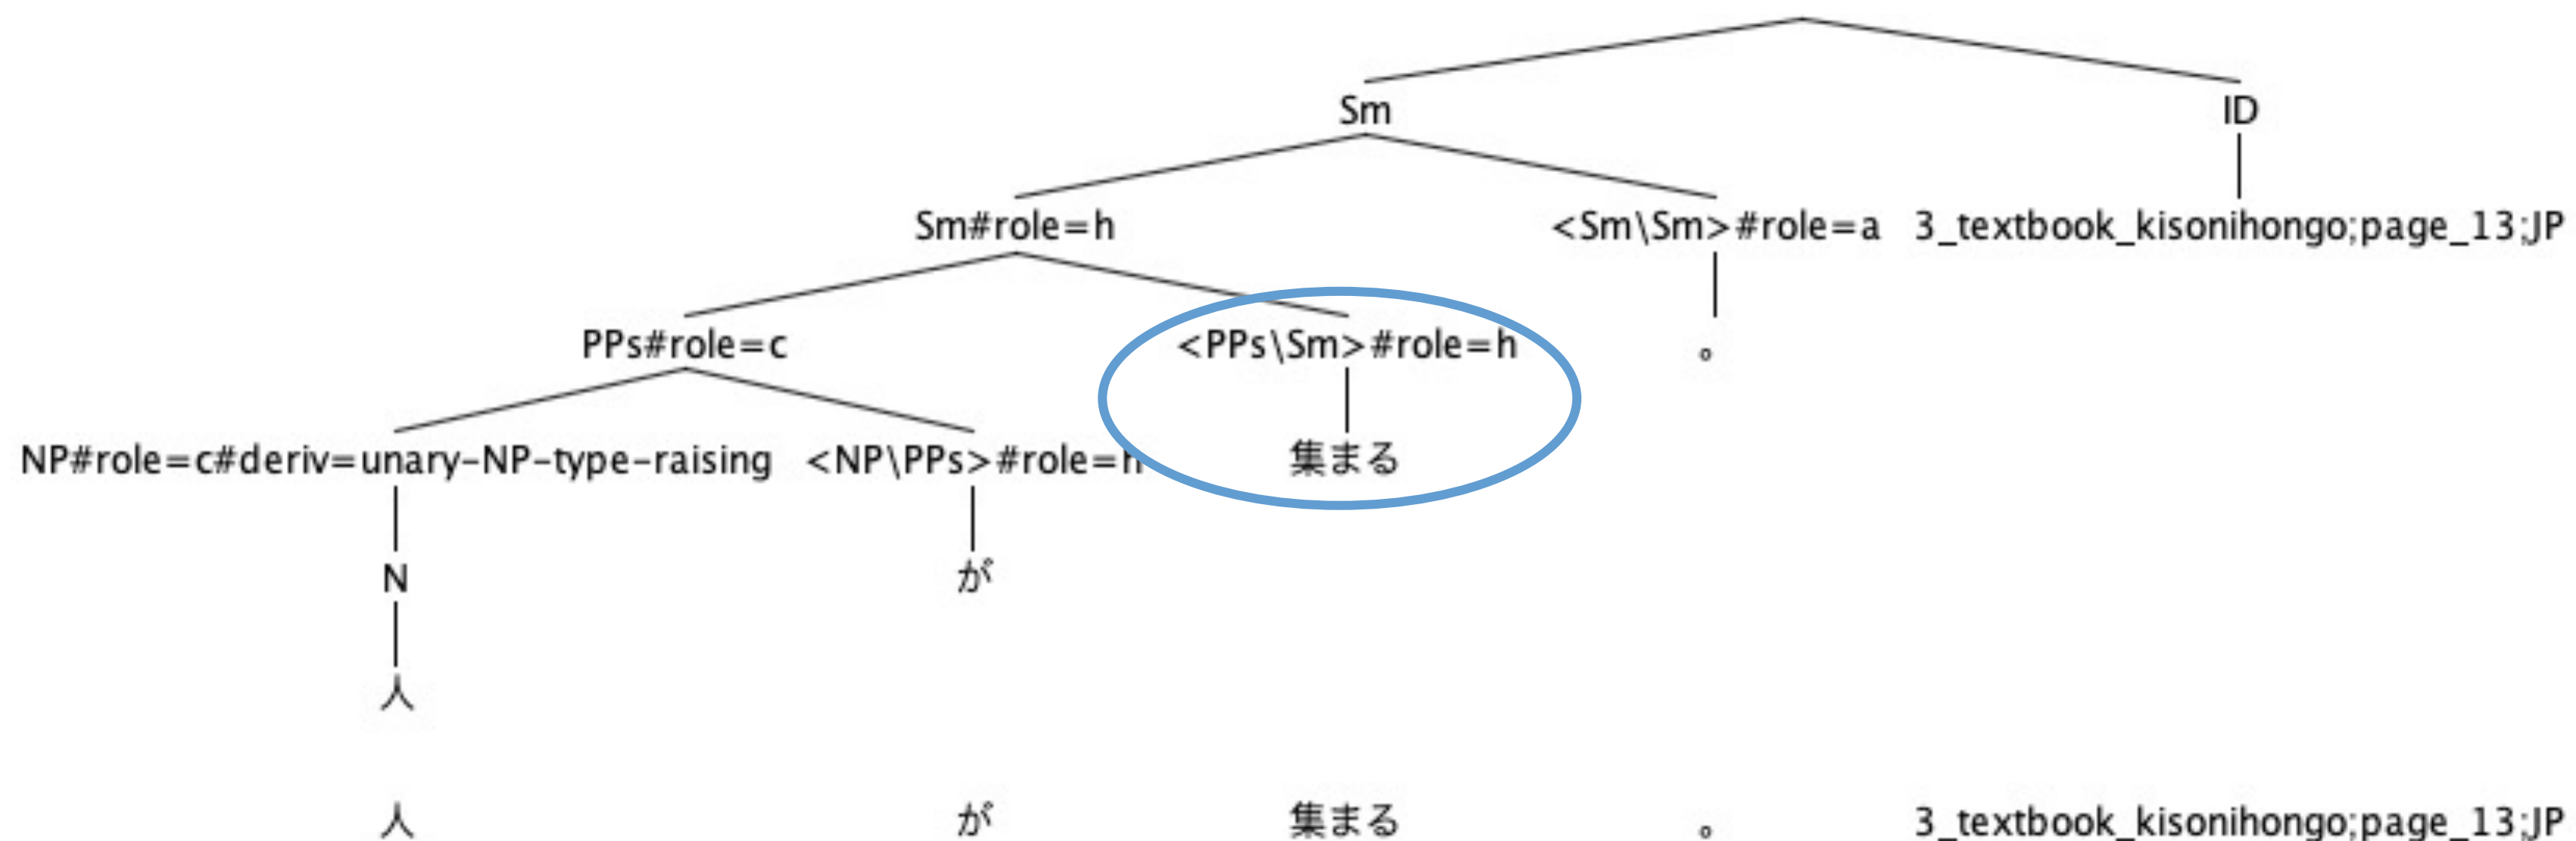 Sm ID
Sm#role=h <Sm\Sm>#role=a 3_textbook_kisonihongo;page_13;JP
PPs#role=c <PPs\Sm>#role=h 。
NP#role=c#deriv=unary-NP-type-raising <NP\PPs>#role=h 集まる
N が
人
人 が 集まる 。 3_textbook_kisonihongo;page_13;JP